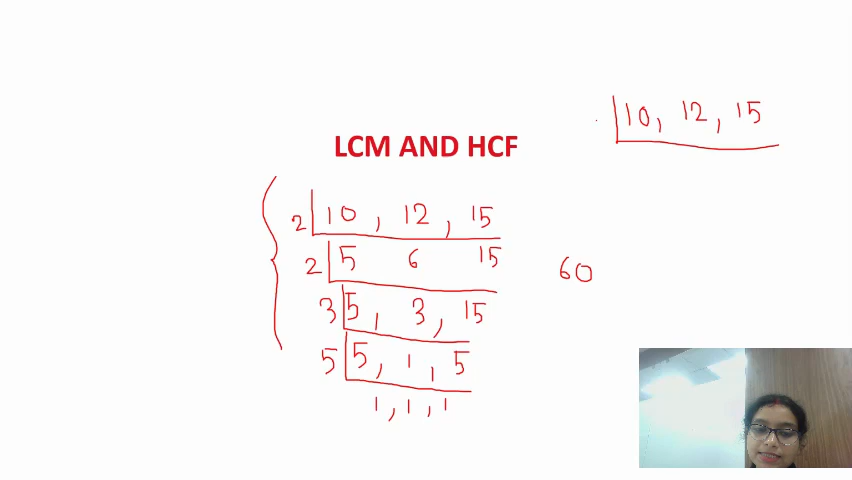 10, 12, 15
LCM AND HCF
2 10, 12, 15
2 5 6 15
60
3 5, 3, 15
5 5, 1, 5
1, 1, 1